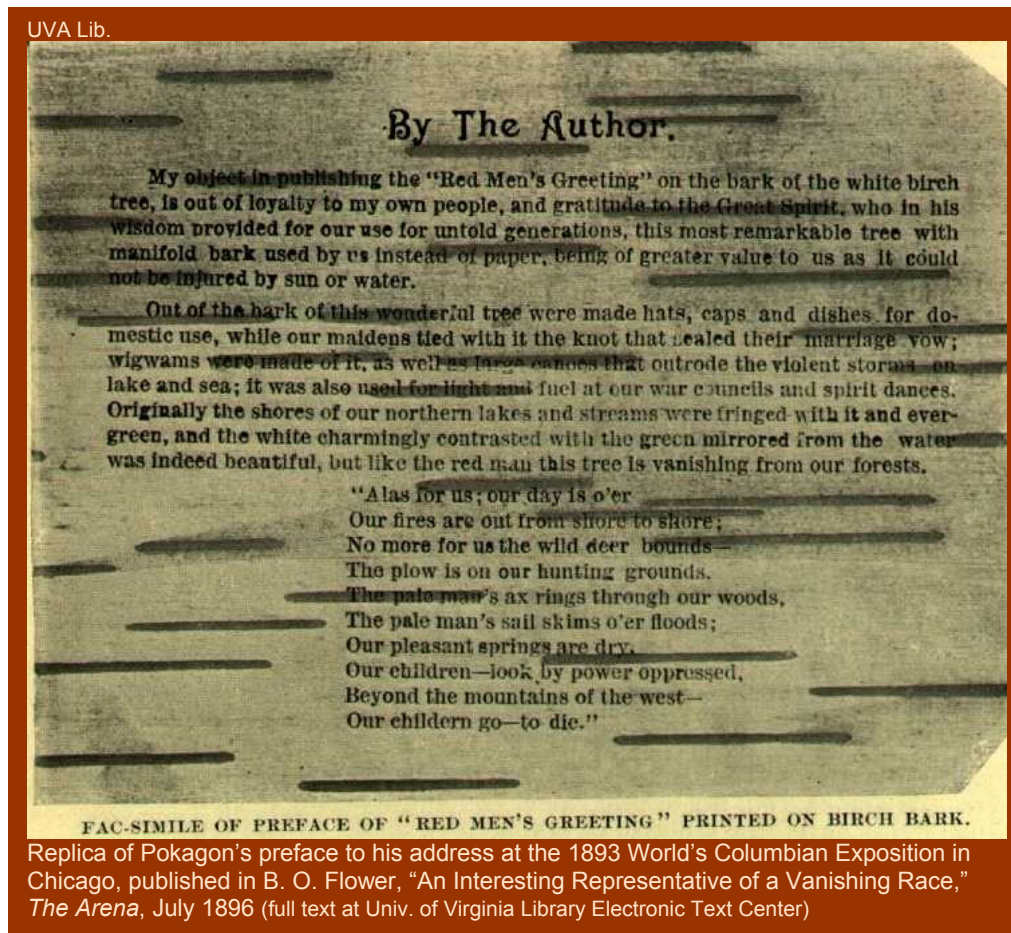 UVA Lib.
By The Author.
My object in publishing the "Red Men's Greeting" on the bark of the white birch
tree, is out of loyalty to my own people, and gratitude to the Great Spirit, who in his
wisdom provided for our use for untold generations, this most remarkable tree with
manifold bark used by us instead of paper, being of greater value to us as it could
not be injured by sun or water.
Out of the bark of this wonderful tree were made hats, caps and dishes for do-
mestic use, while our maidens tied with it the knot that sealed their marriage vow;
wigwams were made of it, as well as large canoes that outrode the violent storms on
lake and sea; it was also used for light and fuel at our war councils and spirit dances.
Originally the shores of our northern lakes and streams were fringed with it and ever-
green, and the white charmingly contrasted with the green mirrored from the water
was indeed beautiful, but like the red man this tree is vanishing from our forests.
"Alas for us; our day is o'er
Our fires are out from shore to shore;
No more for us the wild deer bounds—
The plow is on our hunting grounds.
The pale man's ax rings through our woods,
The pale man's sail skims o'er floods;
Our pleasant springs are dry.
Our children—look by power oppressed,
Beyond the mountains of the west—
Our childern go—to die."
FAC-SIMILE OF PREFACE OF "RED MEN'S GREETING" PRINTED ON BIRCH BARK.
Replica of Pokagon's preface to his address at the 1893 World's Columbian Exposition in
Chicago, published in B. O. Flower, "An Interesting Representative of a Vanishing Race,"
The Arena, July 1896 (full text at Univ. of Virginia Library Electronic Text Center)